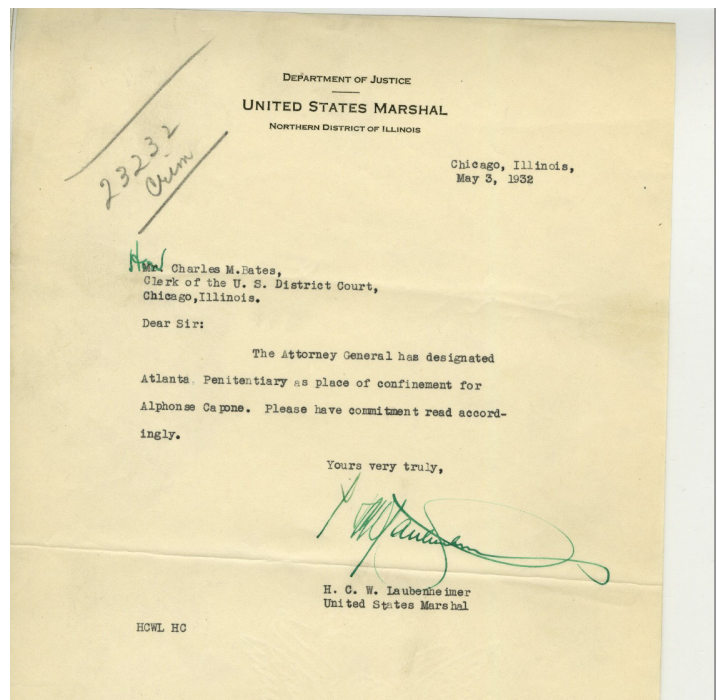 DEPARTMENT OF JUSTICE
UNITED STATES MARSHAL
NORTHERN DISTRICT OF ILLINOIS
23232
Crim
Chicago, Illinois,
May 3, 1932
Hon
Mr. Charles M.Bates,
Clerk of the U. S. District Court,
Chicago,Illinois.
Dear Sir:
The Attorney General has designated
Atlanta Penitentiary as place of confinement for
Alphonse Capone. Please have commitment read accord-
ingly.
Yours very truly,
H. C. W. Laubenheimer
United States Marshal
HCWL HC